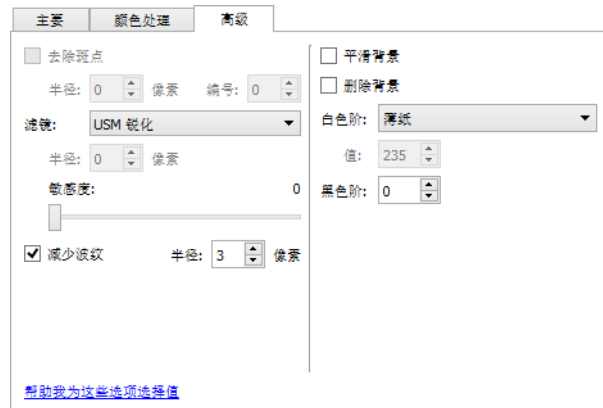 主要 颜色处理 高级
去除斑点
半径: 0 像素 编号: 0
滤镜: USM 锐化
半径: 0 像素
敏感度: 0
减少波纹 半径: 3 像素
平滑背景
删除背景
白色阶: 薄纸
值: 235
黑色阶: 0
帮助我为这些选项选择值